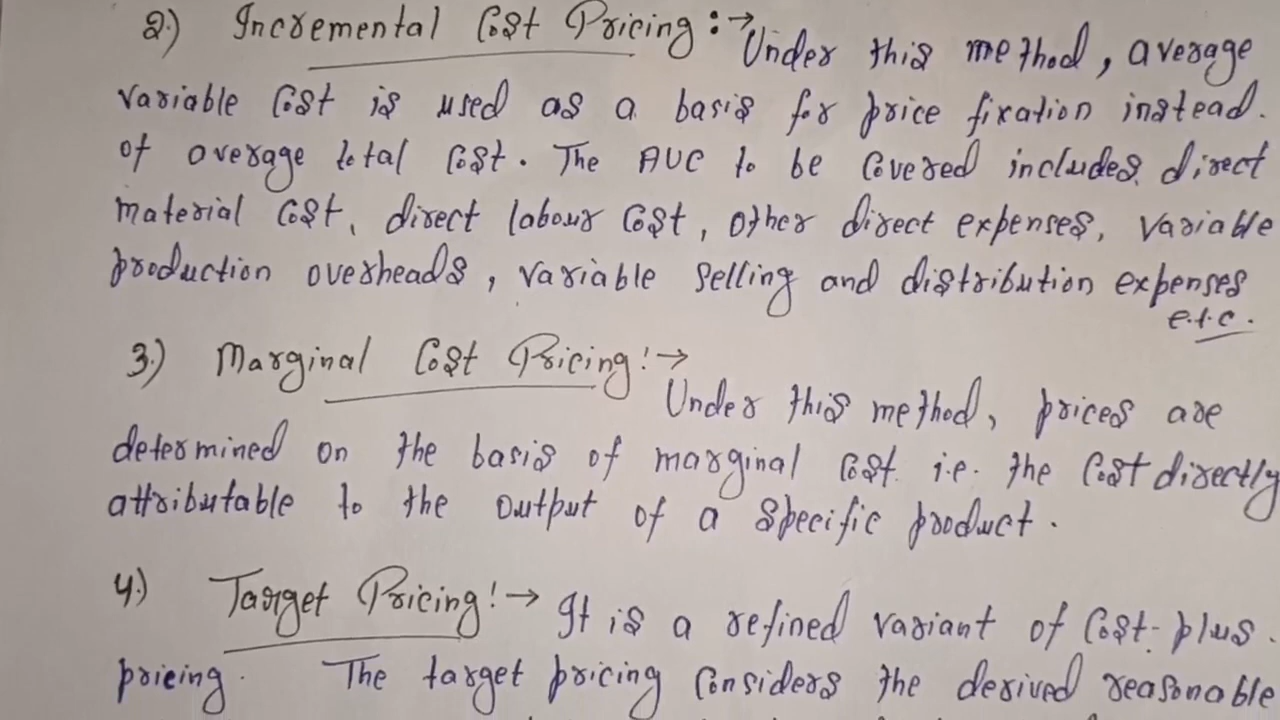 2.) Incremental Cost Pricing :→ Under this method, average
variable Cost is used as a basis for price fixation instead.
of average total Cost. The AVC to be Covered includes direct
material Cost, direct labour Cost, other direct expenses, variable
production overheads, variable selling and distribution expenses
e.t.c.
3.) Marginal Cost Pricing!→
Under this method, prices are
determined on the basis of marginal Cost i.e. the Cost directly
attributable to the output of a specific product.
4.) Target Pricing!→ It is a refined variant of Cost-plus.
pricing. The target pricing Considers the derived reasonable